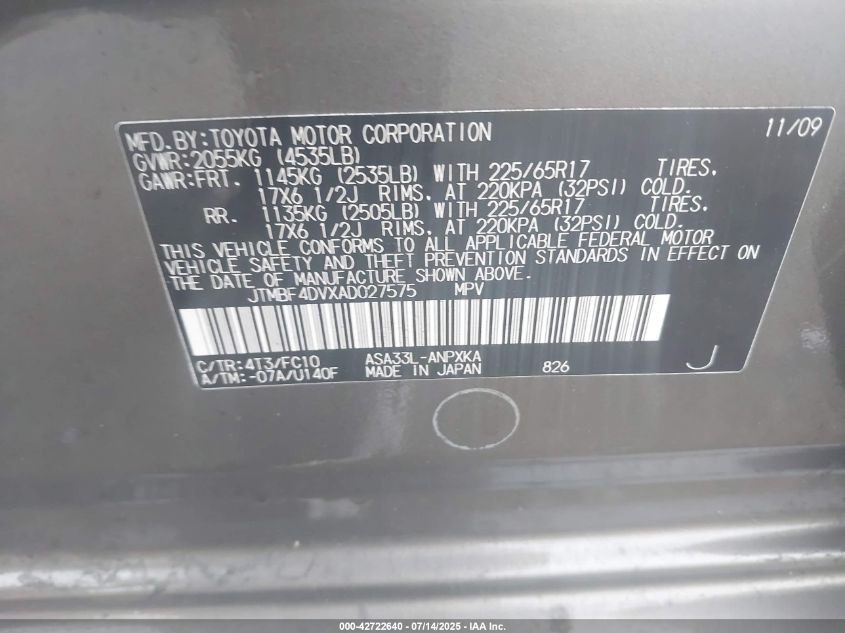 MFD.BY:TOYOTA MOTOR CORPORATION 11/09
GVWR:2055KG (4535LB)
GAWR:FRT. 1145KG (2535LB) WITH 225/65R17 TIRES.
17X6 1/2J RIMS. AT 220KPA (32PSI) COLD.
RR. 1135KG (2505LB) WITH 225/65R17 TIRES.
17X6 1/2J RIMS. AT 220KPA (32PSI) COLD.
THIS VEHICLE CONFORMS TO ALL APPLICABLE FEDERAL MOTOR
VEHICLE SAFETY AND THEFT PREVENTION STANDARDS IN EFFECT ON
THE DATE OF MANUFACTURE SHOWN ABOVE.
JTMBF4DVXAD027575 MPV
C/TR:4T3/FC10 ASA33L-ANPXKA
A/TM:-07A/U140F MADE IN JAPAN 826 J
000-42722640 - 07/14/2025 - IAA Inc.